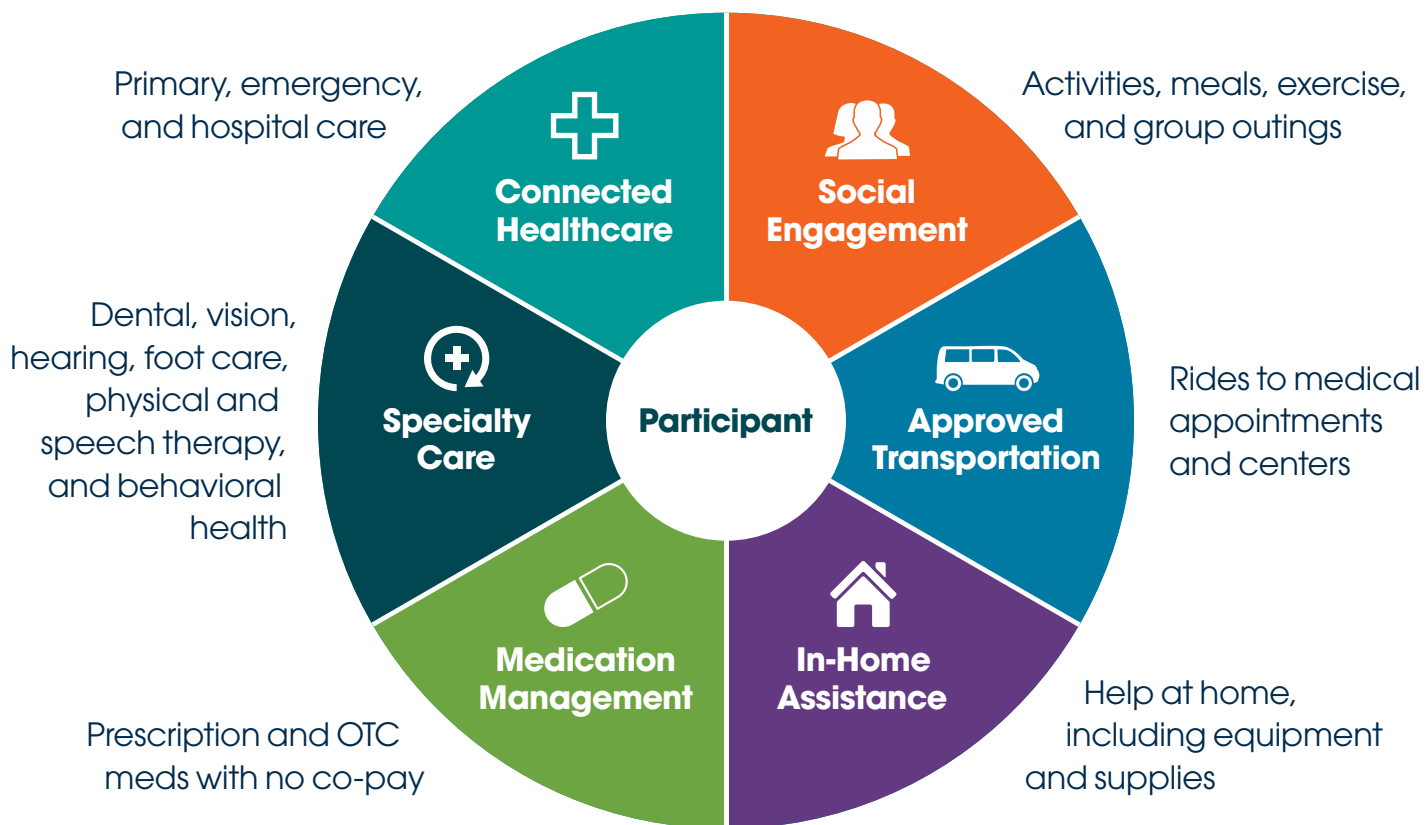 Primary, emergency,
and hospital care
Connected
Healthcare
Social
Engagement
Activities, meals, exercise,
and group outings
Dental, vision,
hearing, foot care,
physical and
speech therapy,
and behavioral
health
Specialty
Care
Participant
Approved
Transportation
Rides to medical
appointments
and centers
Prescription and OTC
meds with no co-pay
Medication
Management
In-Home
Assistance
Help at home,
including equipment
and supplies